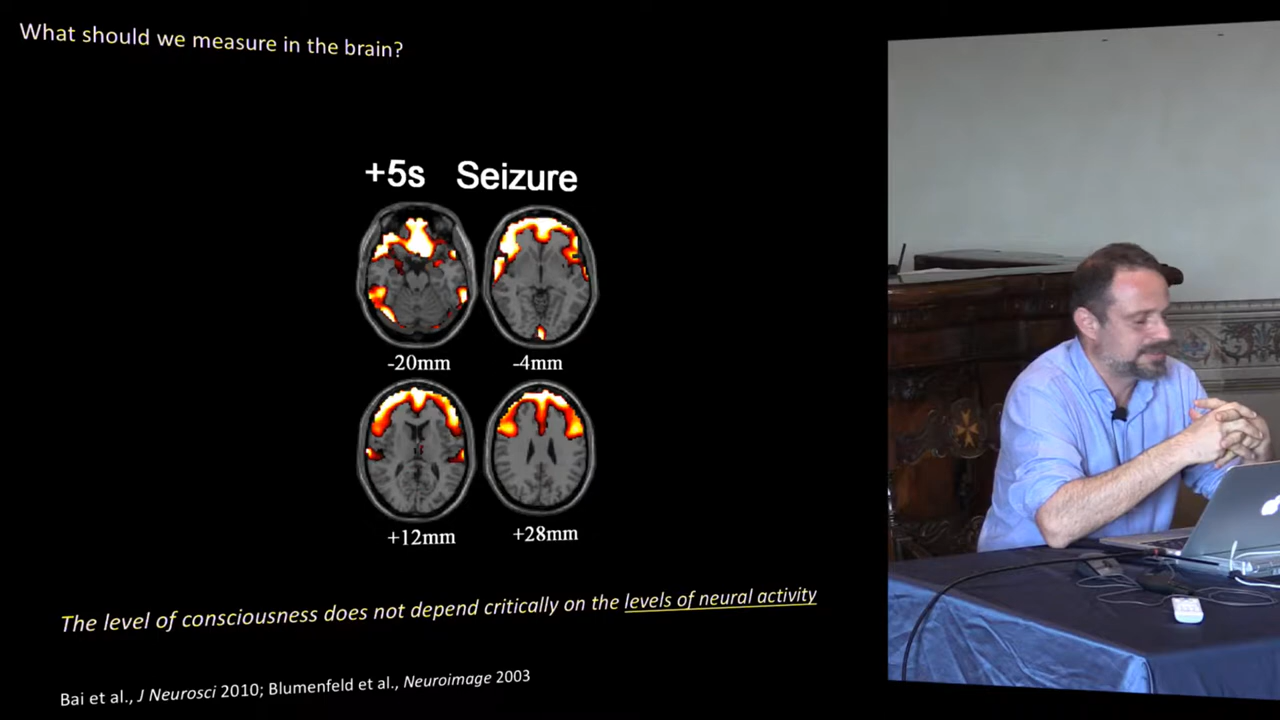 What should we measure in the brain?
+5s Seizure
-20mm -4mm
+12mm +28mm
The level of consciousness does not depend critically on the levels of neural activity
Bai et al., J Neurosci 2010; Blumenfeld et al., Neuroimage 2003